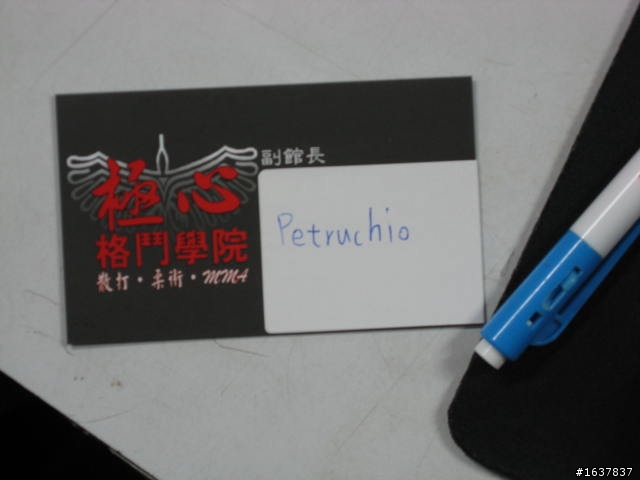 極心
格鬥學院
散打・柔術・MMA
副館長
Petruchio
#1637837